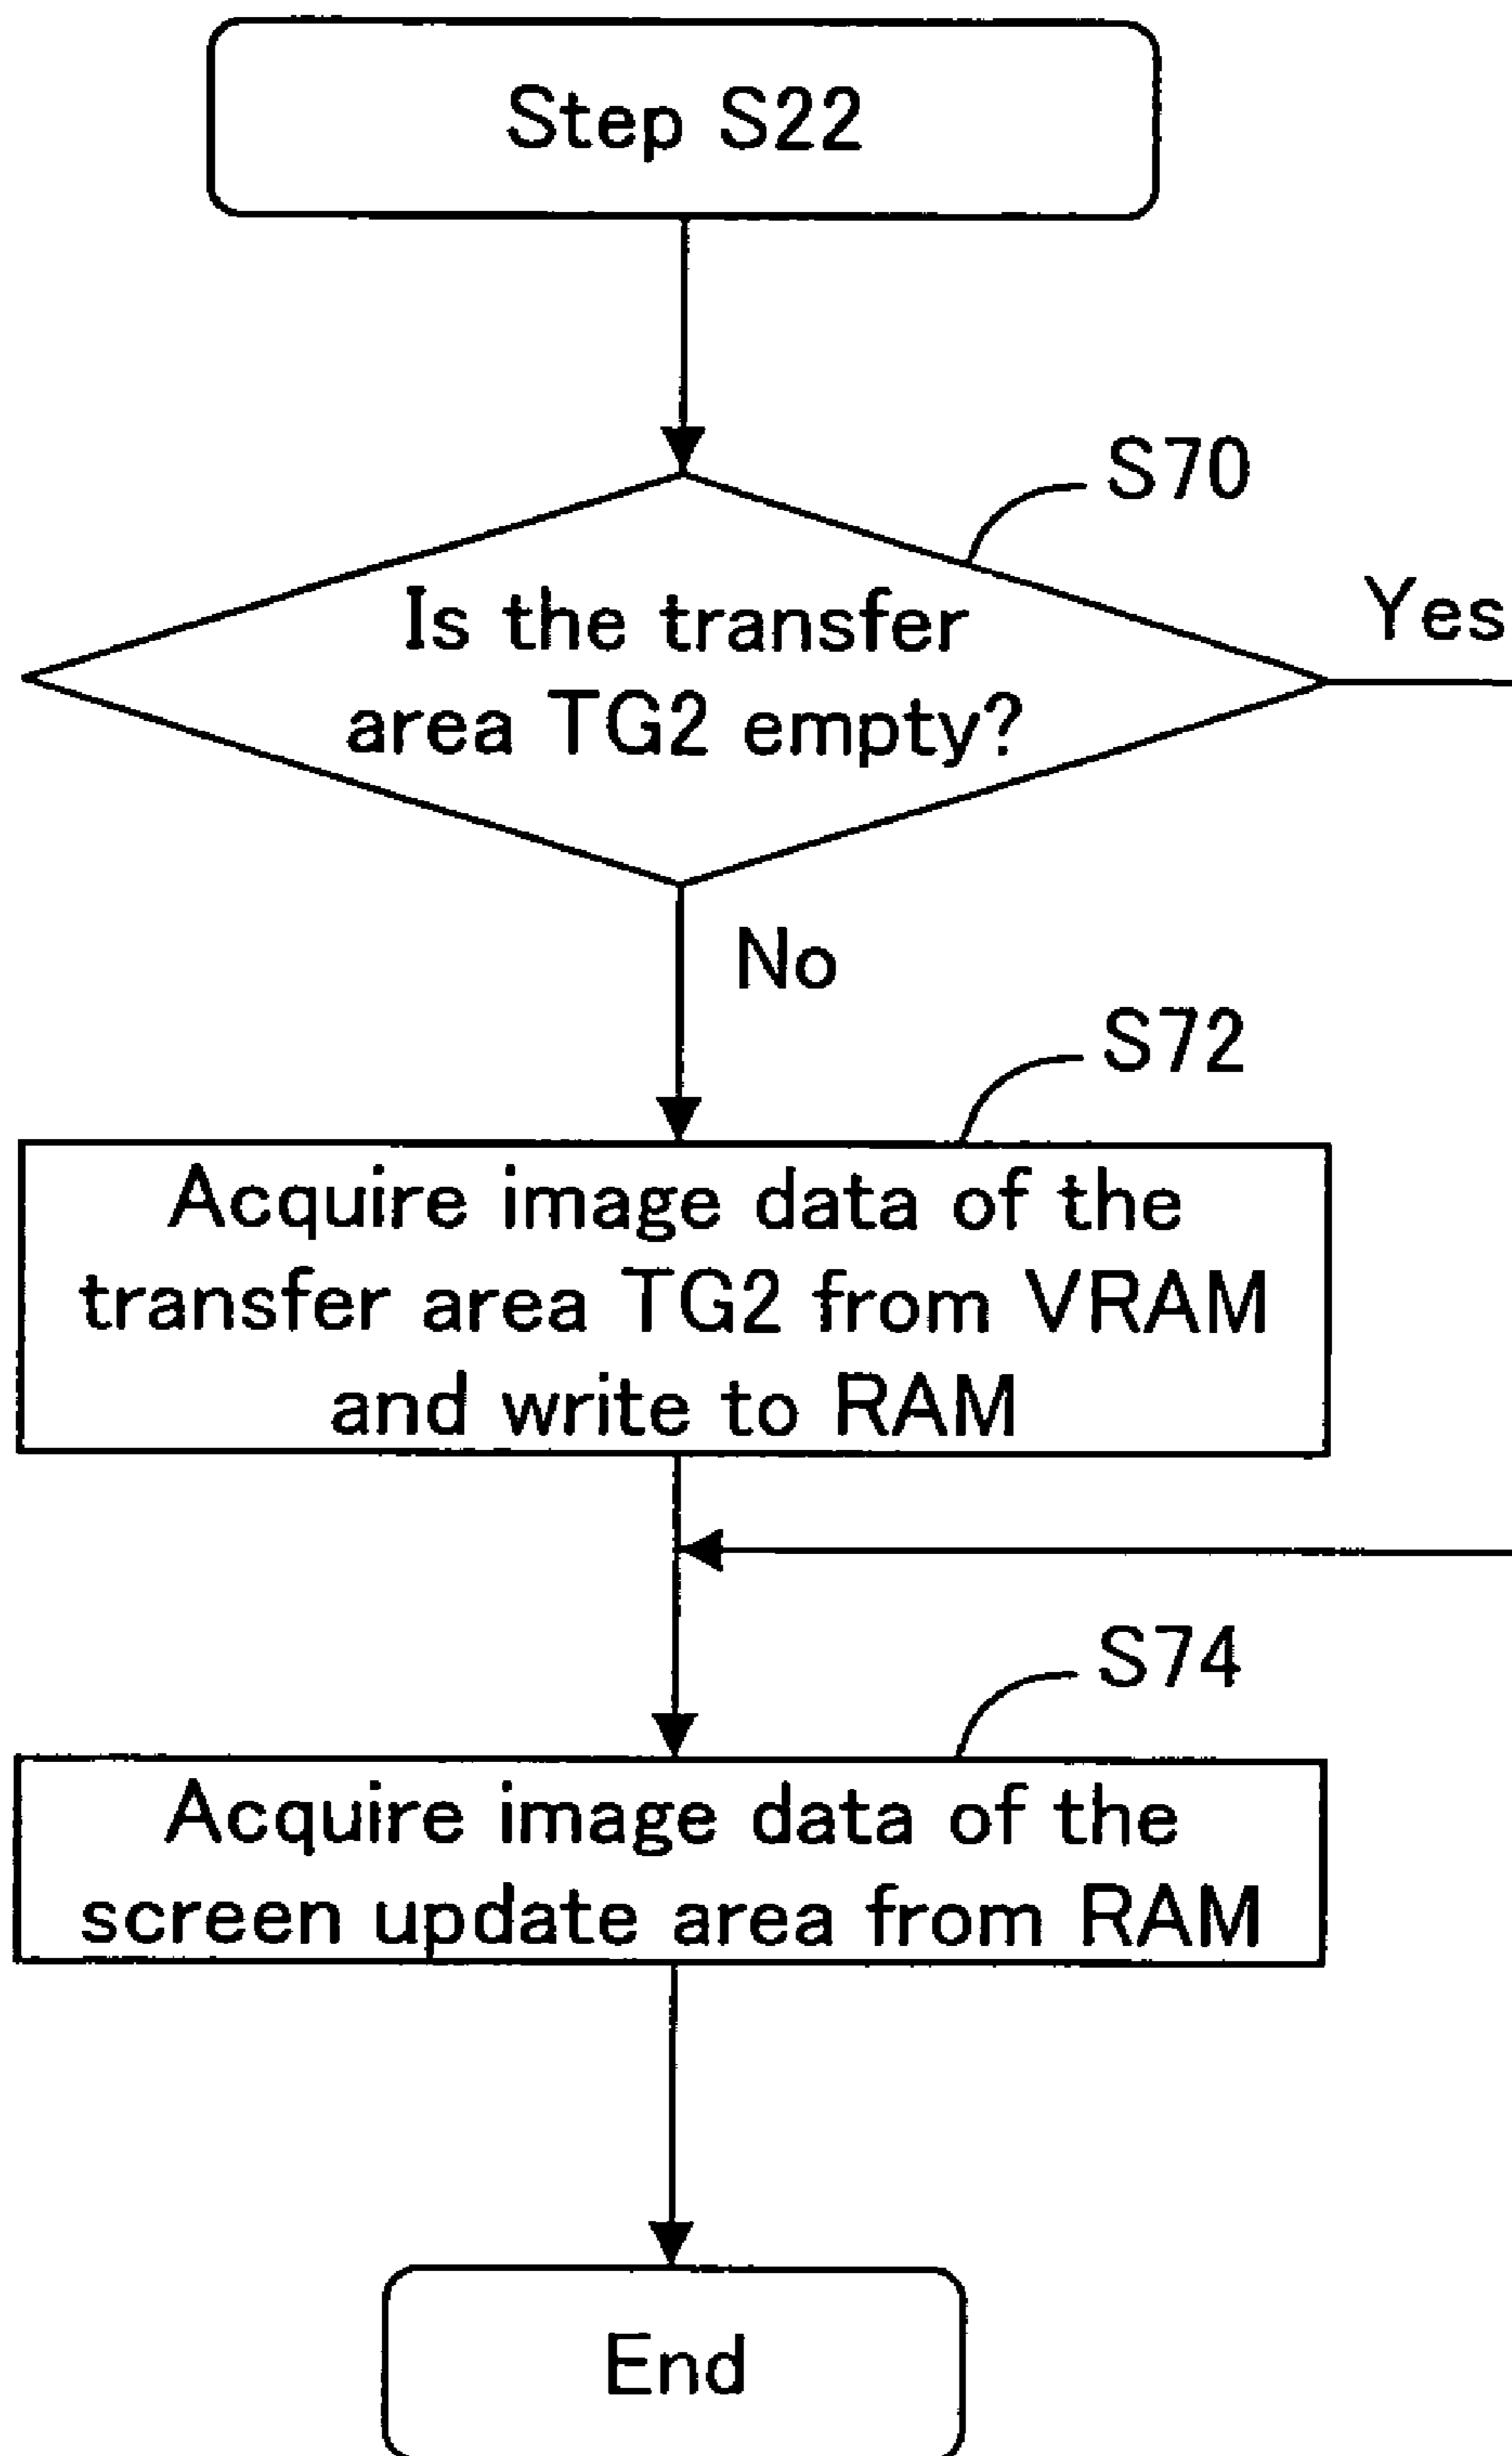 Step S22
S70
Is the transfer
area TG2 empty?
Yes
No
S72
Acquire image data of the
transfer area TG2 from VRAM
and write to RAM
S74
Acquire image data of the
screen update area from RAM
End